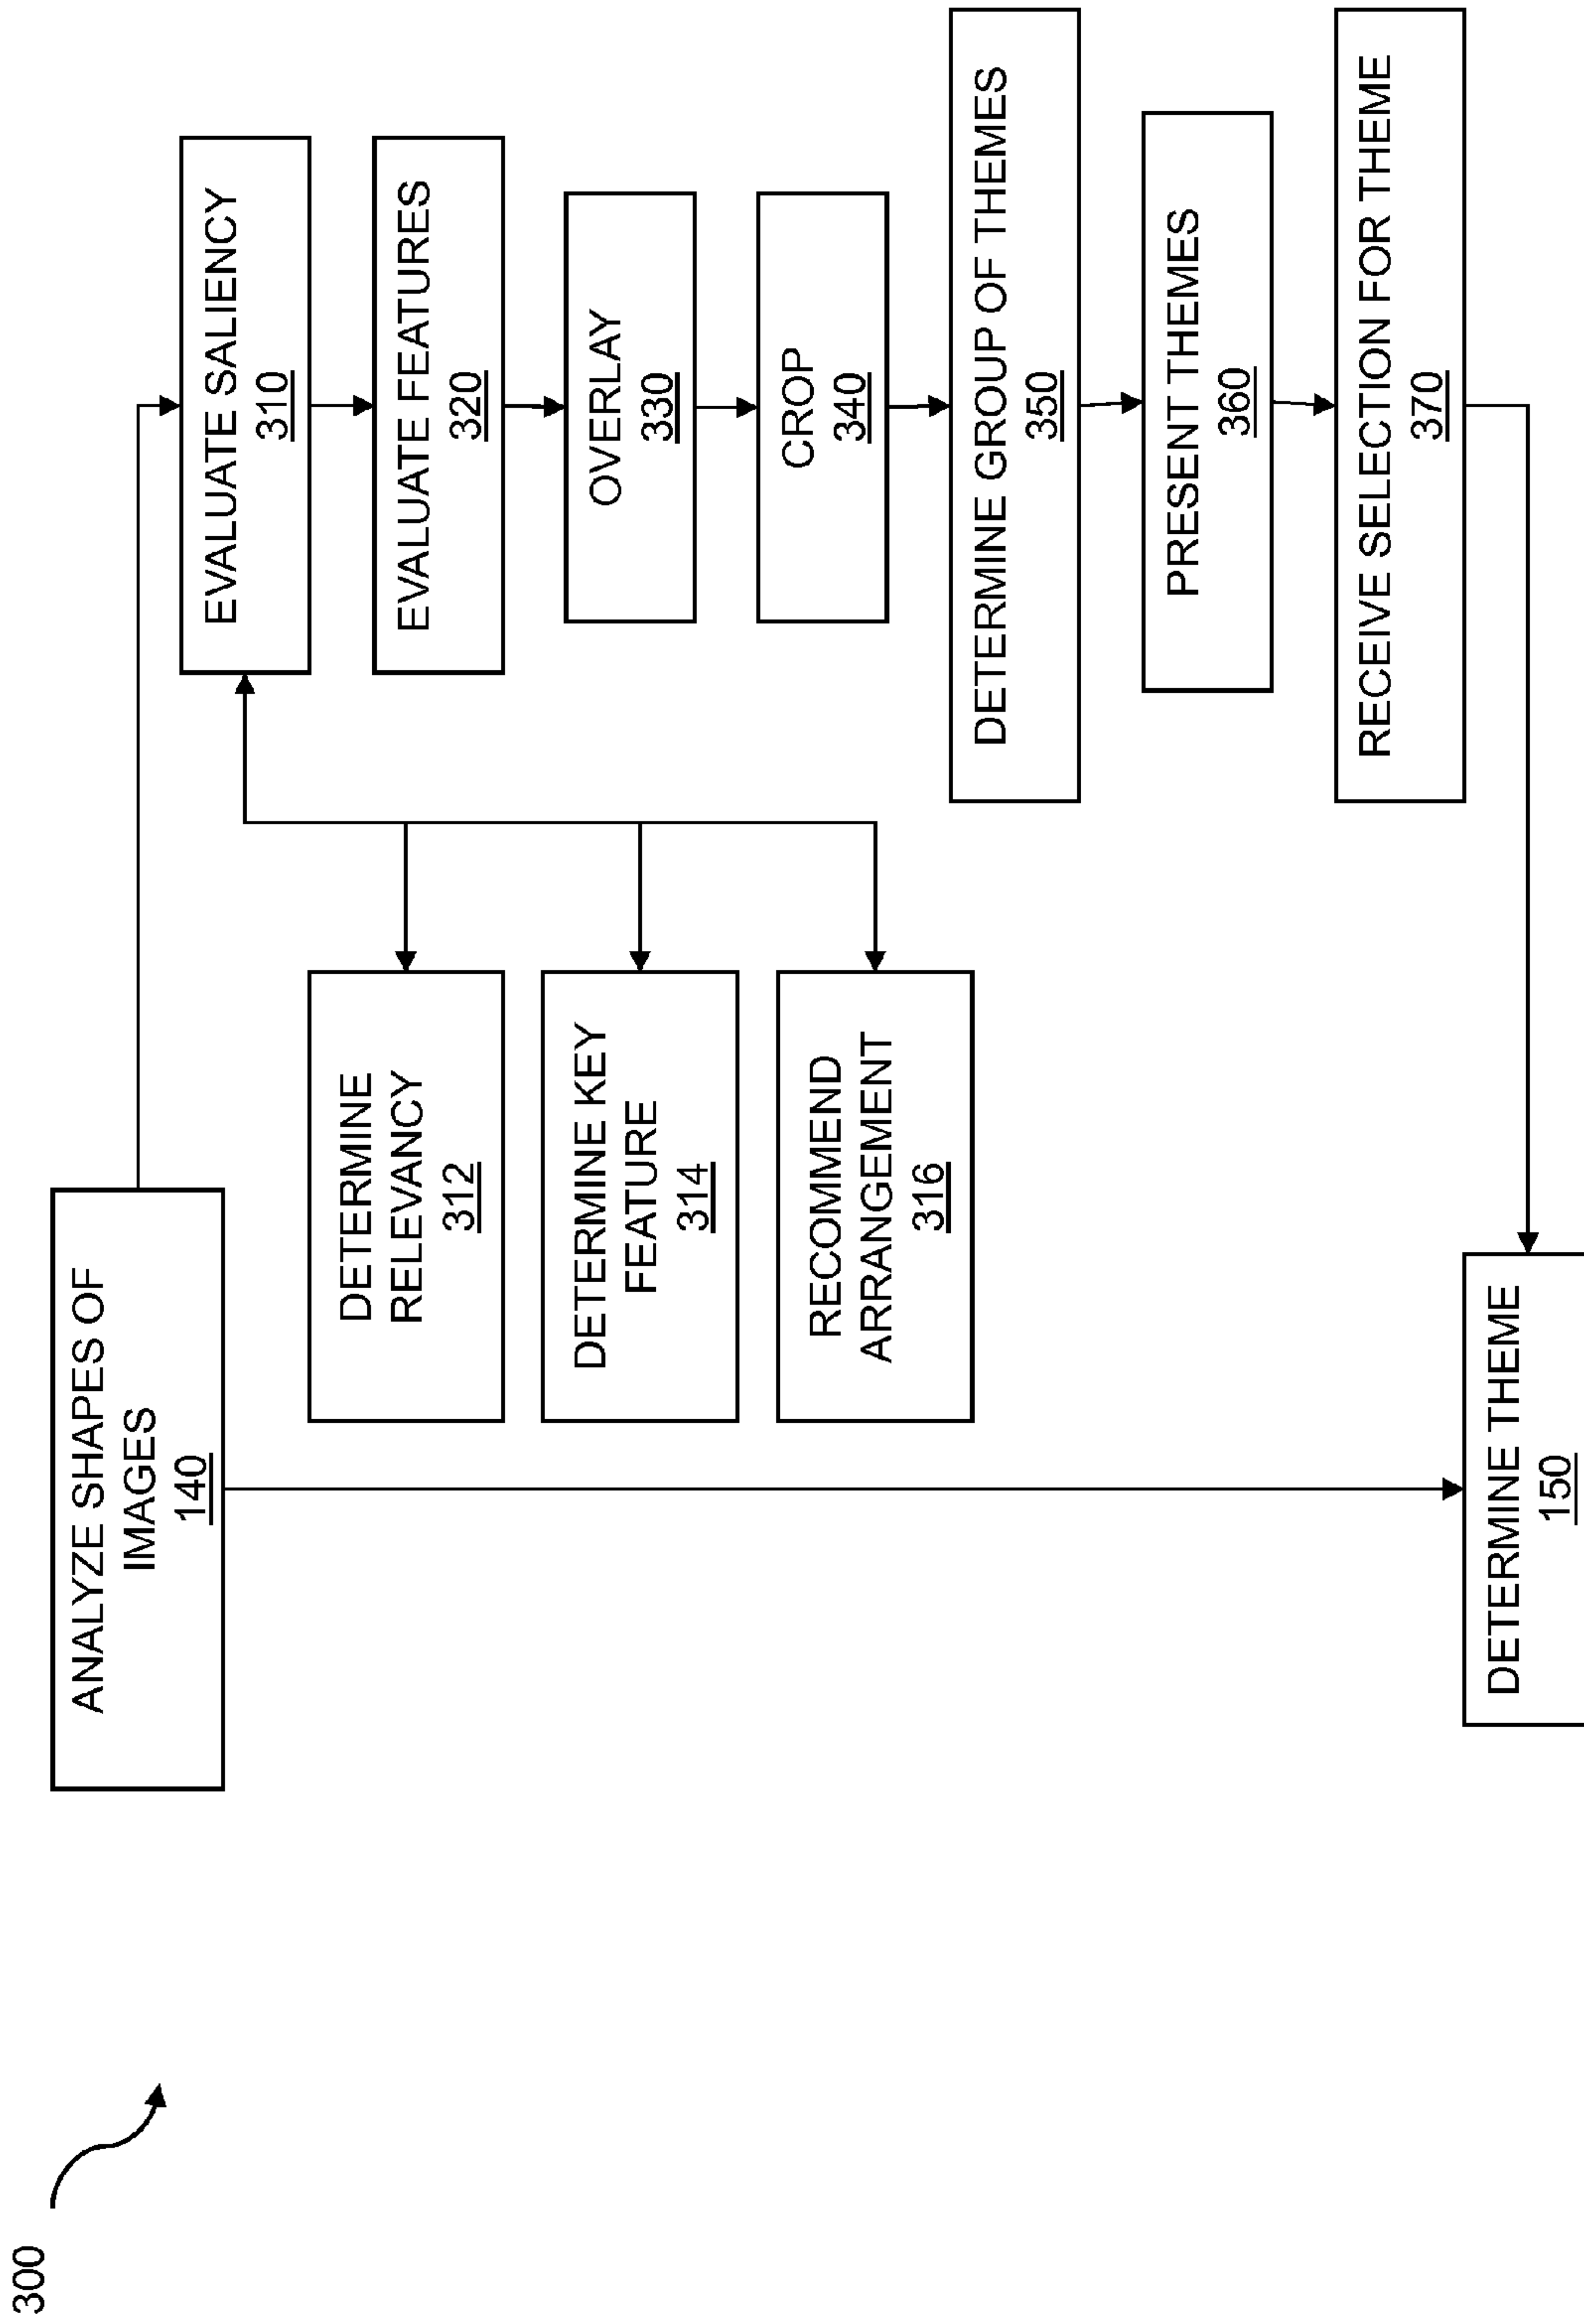 300
ANALYZE SHAPES OF
IMAGES
140
EVALUATE SALIENCY
310
DETERMINE
RELEVANCY
312
DETERMINE KEY
FEATURE
314
RECOMMEND
ARRANGEMENT
316
EVALUATE FEATURES
320
OVERLAY
330
CROP
340
DETERMINE GROUP OF THEMES
350
PRESENT THEMES
360
RECEIVE SELECTION FOR THEME
370
DETERMINE THEME
150